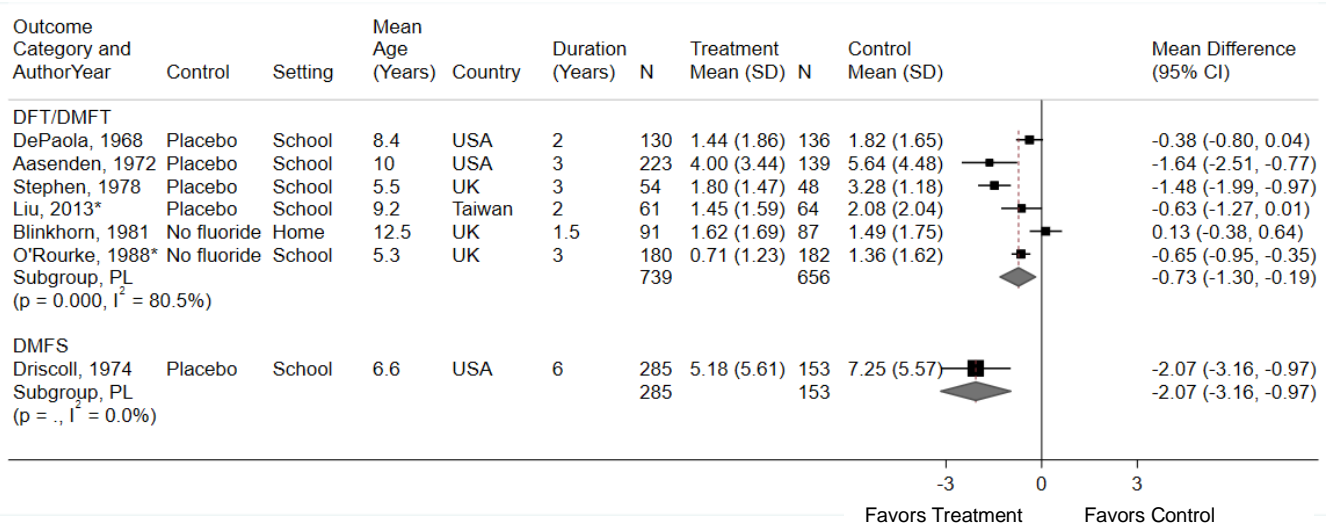 Outcome Category and AuthorYear Control Setting Mean Age (Years) Country Duration (Years) N Treatment Mean (SD) N Control Mean (SD) Mean Difference (95% CI)
DFT/DMFT
DePaola, 1968 Placebo School 8.4 USA 2 130 1.44 (1.86) 136 1.82 (1.65) -0.38 (-0.80, 0.04)
Aasenden, 1972 Placebo School 10 USA 3 223 4.00 (3.44) 139 5.64 (4.48) -1.64 (-2.51, -0.77)
Stephen, 1978 Placebo School 5.5 UK 3 54 1.80 (1.47) 48 3.28 (1.18) -1.48 (-1.99, -0.97)
Liu, 2013* Placebo School 9.2 Taiwan 2 61 1.45 (1.59) 64 2.08 (2.04) -0.63 (-1.27, 0.01)
Blinkhorn, 1981 No fluoride Home 12.5 UK 1.5 91 1.62 (1.69) 87 1.49 (1.75) 0.13 (-0.38, 0.64)
O'Rourke, 1988* No fluoride School 5.3 UK 3 180 0.71 (1.23) 182 1.36 (1.62) -0.65 (-0.95, -0.35)
Subgroup, PL 739 656 -0.73 (-1.30, -0.19)
(p = 0.000, I² = 80.5%)
DMFS
Driscoll, 1974 Placebo School 6.6 USA 6 285 5.18 (5.61) 153 7.25 (5.57) -2.07 (-3.16, -0.97)
Subgroup, PL 285 153 -2.07 (-3.16, -0.97)
(p = ., I² = 0.0%)
-3 0 3
Favors Treatment Favors Control